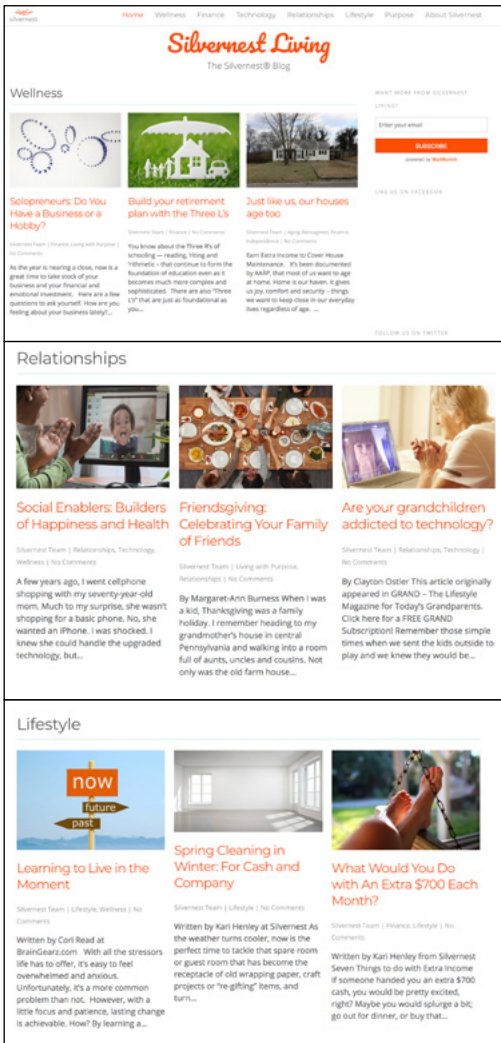 silvernest
Home Wellness Finance Technology Relationships Lifestyle Purpose About Silvernest
Silvernest Living
The Silvernest® Blog
Wellness
Solopreneurs: Do You
Have a Business or a
Hobby?
Silvernest Team | Finance, Living with Purpose |
No Comments
As the year is nearing a close, now is a
great time to take stock of your
business and your financial and
emotional investment. Here are a few
questions to ask yourself. How are you
feeling about your business lately?...
Build your retirement
plan with the Three L's
Silvernest Team | Finance | No Comments
You know about the Three R's of
schooling — reading, 'riting and
'rithmetic – that continue to form the
foundation of education even as it
becomes much more complex and
sophisticated. There are also "Three
L's" that are just as foundational as
you...
Just like us, our houses
age too
Silvernest Team | Aging Reimagined, Finance,
Independence | No Comments
Earn Extra Income to Cover House
Maintenance. It's been documented
by AARP, that most of us want to age
at home. Home is our haven. It gives
us joy, comfort and security – things
we want to keep close in our everyday
lives regardless of age. ...
WANT MORE FROM SILVERNEST
LIVING?
Enter your email
SUBSCRIBE
powered by MailMunch
LIKE US ON FACEBOOK
FOLLOW US ON TWITTER
Relationships
Social Enablers: Builders
of Happiness and Health
Silvernest Team | Relationships, Technology,
Wellness | No Comments
A few years ago, I went cellphone
shopping with my seventy-year-old
mom. Much to my surprise, she wasn't
shopping for a basic phone. No, she
wanted an iPhone. I was shocked. I
knew she could handle the upgraded
technology, but...
Friendsgiving:
Celebrating Your Family
of Friends
Silvernest Team | Living with Purpose,
Relationships | No Comments
By Margaret-Ann Burness When I was
a kid, Thanksgiving was a family
holiday. I remember heading to my
grandmother's house in central
Pennsylvania and walking into a room
full of aunts, uncles and cousins. Not
only was the old farm house...
Are your grandchildren
addicted to technology?
Silvernest Team | Relationships, Technology |
No Comments
By Clayton Ostler This article originally
appeared in GRAND – The Lifestyle
Magazine for Today's Grandparents.
Click here for a FREE GRAND
Subscription! Remember those simple
times when we sent the kids outside to
play and we knew they would be...
Lifestyle
now
future
past
Learning to Live in the
Moment
Silvernest Team | Lifestyle, Wellness | No
Comments
Written by Cori Read at
BrainGearz.com With all the stressors
life has to offer, it's easy to feel
overwhelmed and anxious.
Unfortunately, it's a more common
problem than not. However, with a
little focus and patience, lasting change
is achievable. How? By learning a...
Spring Cleaning in
Winter: For Cash and
Company
Silvernest Team | Lifestyle | No Comments
Written by Kari Henley at Silvernest As
the weather turns cooler, now is the
perfect time to tackle that spare room
or guest room that has become the
receptacle of old wrapping paper, craft
projects or "re-gifting" items, and
turn...
What Would You Do
with An Extra $700 Each
Month?
Silvernest Team | Finance, Lifestyle | No
Comments
Written by Kari Henley from Silvernest
Seven Things to do with Extra Income
If someone handed you an extra $700
cash, you would be pretty excited,
right? Maybe you would splurge a bit;
go out for dinner, or buy that...